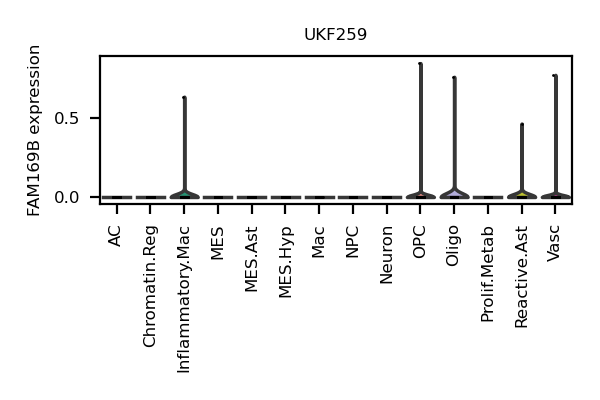 UKF259
FAM169B expression
0.5
0.0
AC
Chromatin.Reg
Inflammatory.Mac
MES
MES.Ast
MES.Hyp
Mac
NPC
Neuron
OPC
Oligo
Prolif.Metab
Reactive.Ast
Vasc